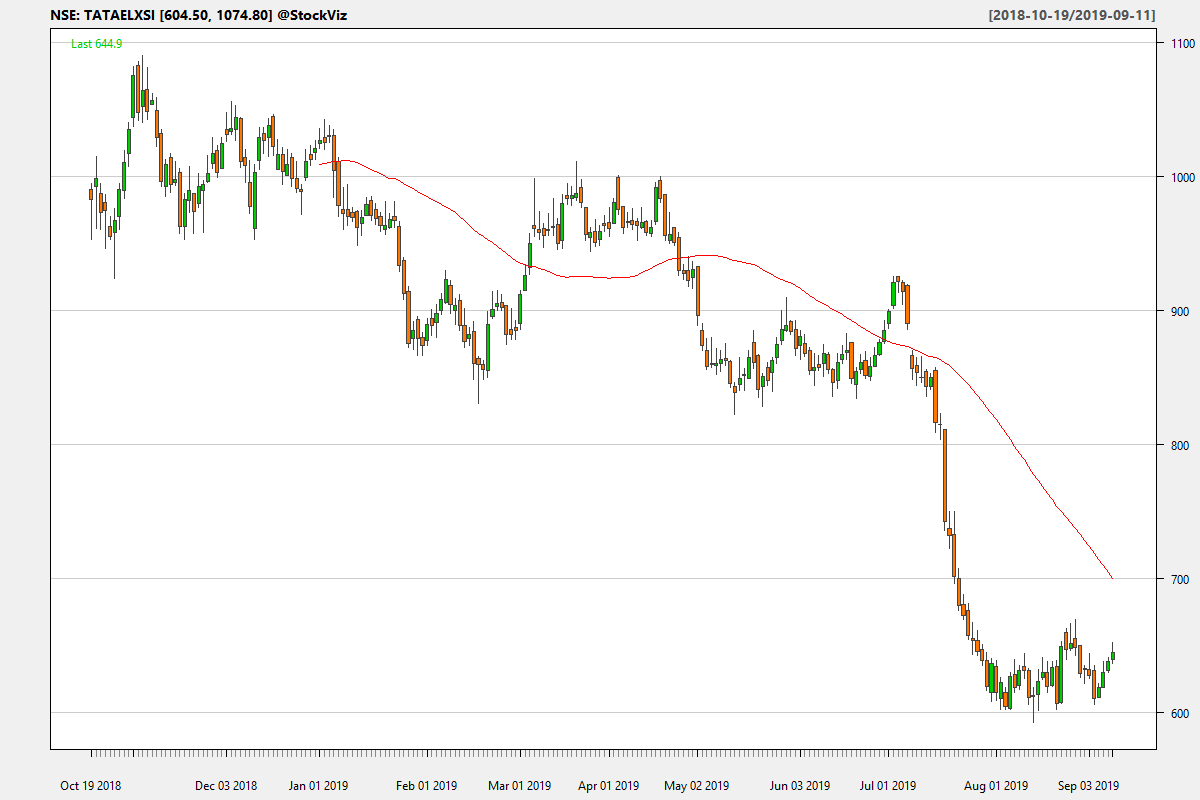 NSE: TATAELXSI [604.50, 1074.80] @StockViz [2018-10-19/2019-09-11]
Last 644.9
1100
1000
900
800
700
600
Oct 19 2018 Dec 03 2018 Jan 01 2019 Feb 01 2019 Mar 01 2019 Apr 01 2019 May 02 2019 Jun 03 2019 Jul 01 2019 Aug 01 2019 Sep 03 2019